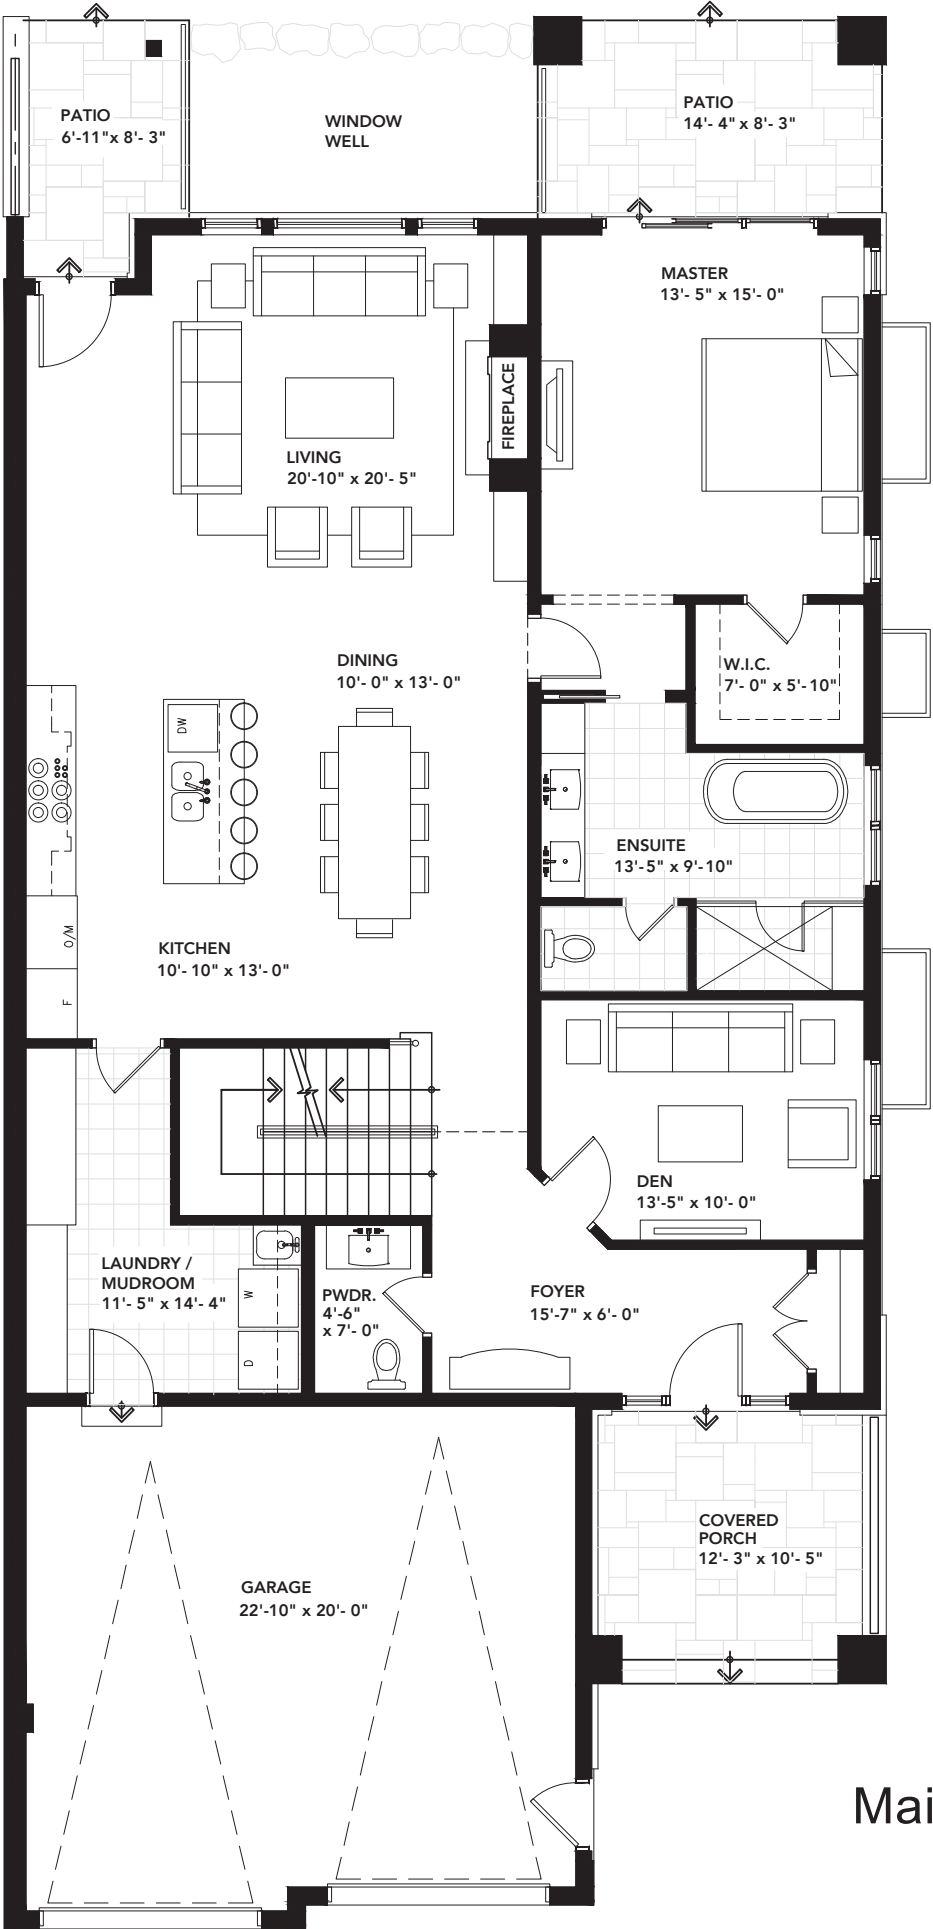 PATIO
6'-11"x 8'- 3"
WINDOW
WELL
PATIO
14'- 4" x 8'- 3"
MASTER
13'- 5" x 15'- 0"
FIREPLACE
LIVING
20'-10" x 20'- 5"
DINING
10'- 0" x 13'- 0"
W.I.C.
7'- 0" x 5'- 10"
DW
ENSUITE
13'-5" x 9'-10"
O/M
KITCHEN
10'- 10" x 13'- 0"
F
DEN
13'-5" x 10'- 0"
LAUNDRY /
MUDROOM
11'- 5" x 14'- 4"
W
D
PWDR.
4'-6"
x 7'- 0"
FOYER
15'-7" x 6'- 0"
COVERED
PORCH
12'- 3" x 10'- 5"
GARAGE
22'-10" x 20'- 0"
Mai